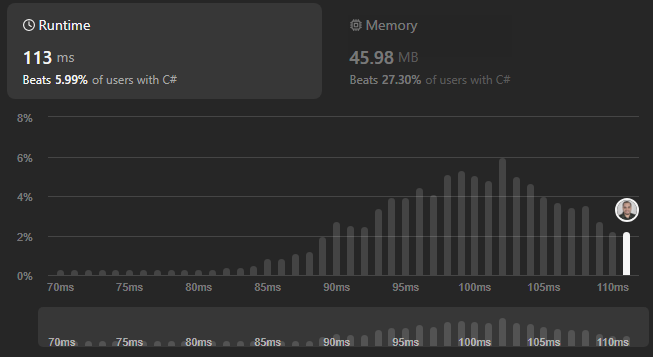 Runtime
113 ms
Beats 5.99% of users with C#
Memory
45.98 MB
Beats 27.30% of users with C#
8%
6%
4%
2%
0%
70ms 75ms 80ms 85ms 90ms 95ms 100ms 105ms 110ms
70ms 75ms 80ms 85ms 90ms 95ms 100ms 105ms 110ms